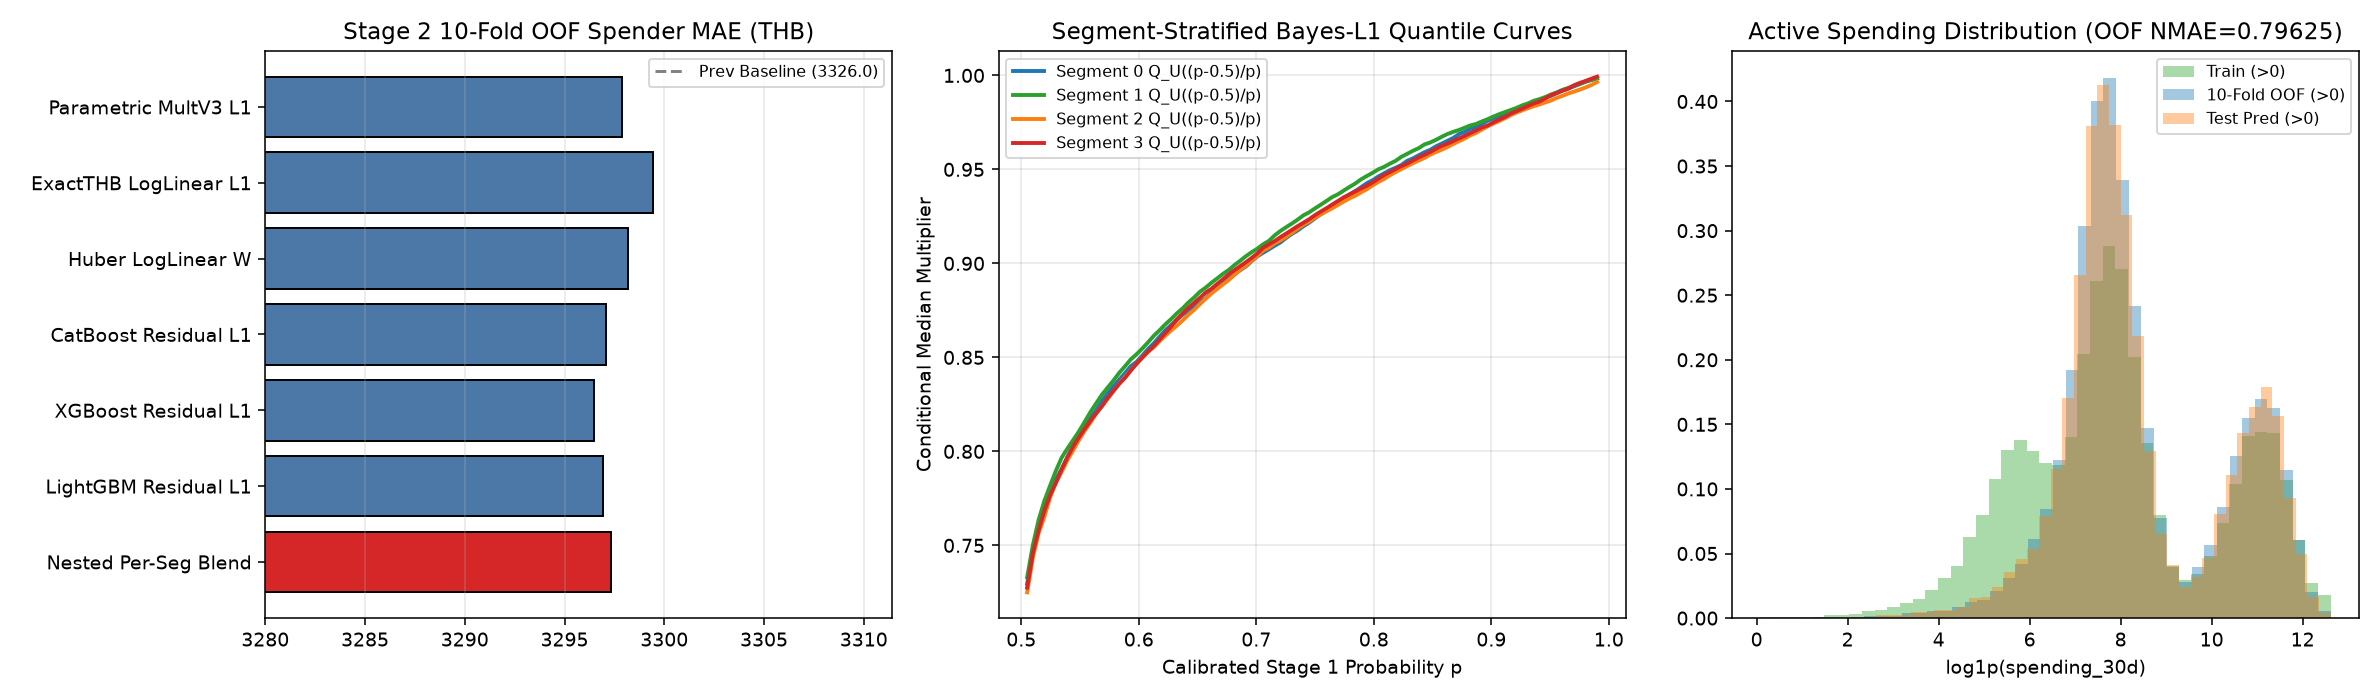 Stage 2 10-Fold OOF Spender MAE (THB)
Prev Baseline (3326.0)
Parametric MultV3 L1
ExactTHB LogLinear L1
Huber LogLinear W
CatBoost Residual L1
XGBoost Residual L1
LightGBM Residual L1
Nested Per-Seg Blend
3280 3285 3290 3295 3300 3305 3310
Segment-Stratified Bayes-L1 Quantile Curves
Segment 0 Q_U((p-0.5)/p)
Segment 1 Q_U((p-0.5)/p)
Segment 2 Q_U((p-0.5)/p)
Segment 3 Q_U((p-0.5)/p)
Conditional Median Multiplier
1.00
0.95
0.90
0.85
0.80
0.75
0.5 0.6 0.7 0.8 0.9 1.0
Calibrated Stage 1 Probability p
Active Spending Distribution (OOF NMAE=0.79625)
Train (>0)
10-Fold OOF (>0)
Test Pred (>0)
0.40
0.35
0.30
0.25
0.20
0.15
0.10
0.05
0.00
0 2 4 6 8 10 12
log1p(spending_30d)